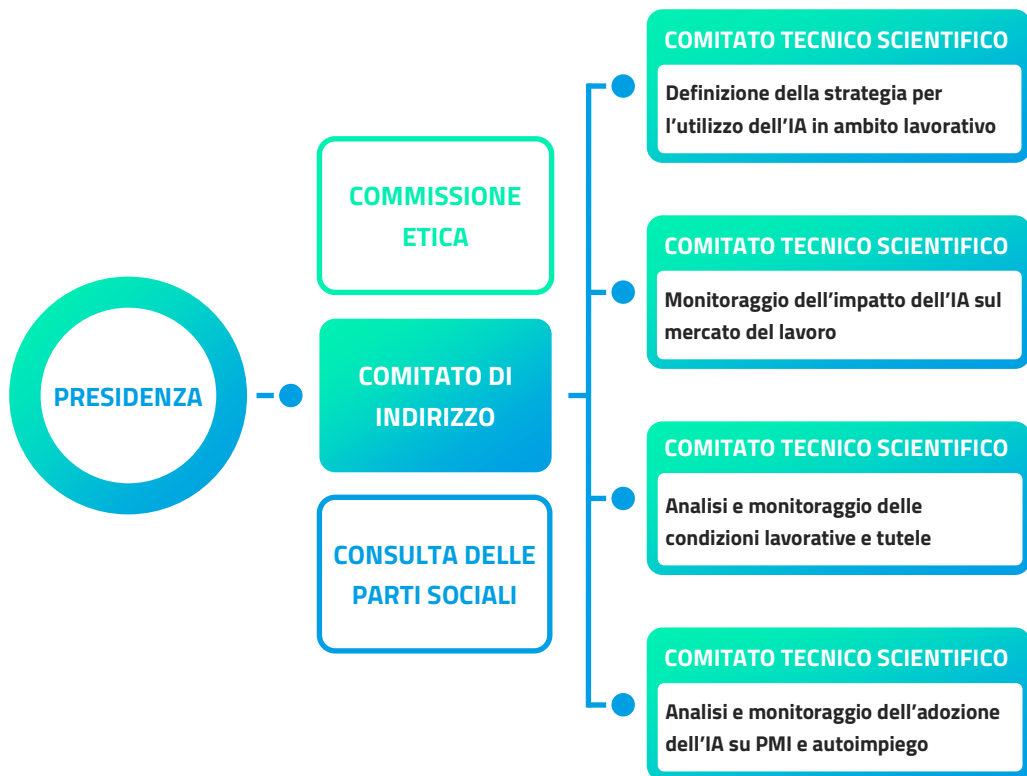 PRESIDENZA
COMMISSIONE
ETICA
COMITATO DI
INDIRIZZO
CONSULTA DELLE
PARTI SOCIALI
COMITATO TECNICO SCIENTIFICO
Definizione della strategia per
l’utilizzo dell’IA in ambito lavorativo
COMITATO TECNICO SCIENTIFICO
Monitoraggio dell’impatto dell’IA sul
mercato del lavoro
COMITATO TECNICO SCIENTIFICO
Analisi e monitoraggio delle
condizioni lavorative e tutele
COMITATO TECNICO SCIENTIFICO
Analisi e monitoraggio dell’adozione
dell’IA su PMI e autoimpiego